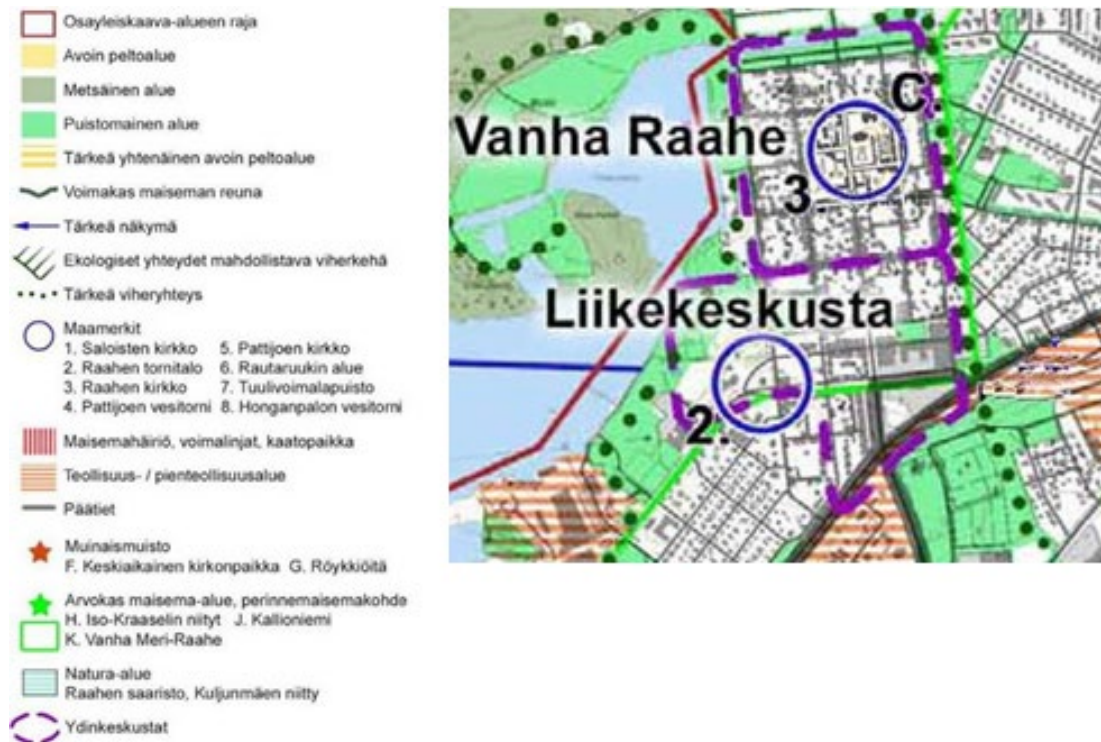 Osayleiskaava-alueen raja
Avoin peltoalue
Metsäinen alue
Puistomainen alue
Tärkeä yhtenäinen avoin peltoalue
Voimakas maiseman reuna
Tärkeä näkymä
Ekologiset yhteydet mahdollistava viherkehä
Tärkeä viheryhteys
Maamerkit
1. Saloisten kirkko 5. Pattijoen kirkko
2. Raahen tornitalo 6. Rautaruukin alue
3. Raahen kirkko 7. Tuulivoimalapuisto
4. Pattijoen vesitorni 8. Honganpalon vesitorni
Maisemahäiriö, voimalinjat, kaatopaikka
Teollisuus- / pienteollisuusalue
Päätiet
Muinaismuisto
F. Keskiaikainen kirkonpaikka G. Röykkiöitä
Arvokas maisema-alue, perinnemaisemakohde
H. Iso-Kraaselin niityt J. Kallioniemi
K. Vanha Meri-Raahe
Natura-alue
Raahen saaristo, Kuljunmäen niitty
Ydinkeskustat
C.
Vanha Raahe
3.
Liikekeskusta
2.